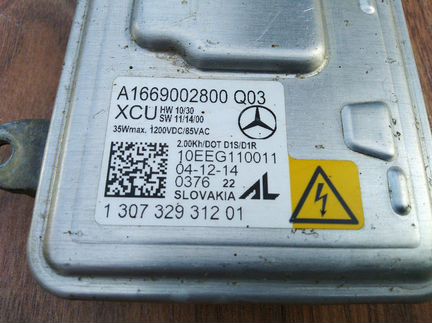 A1669002800 Q03
XCU HW 10/30
SW 11/14/00
35Wmax. 1200VDC/85VAC
2.00Kh/DOT D1S/D1R
10EEG110011
04-12-14
0376 22
SLOVAKIA AL
1 307 329 312 01